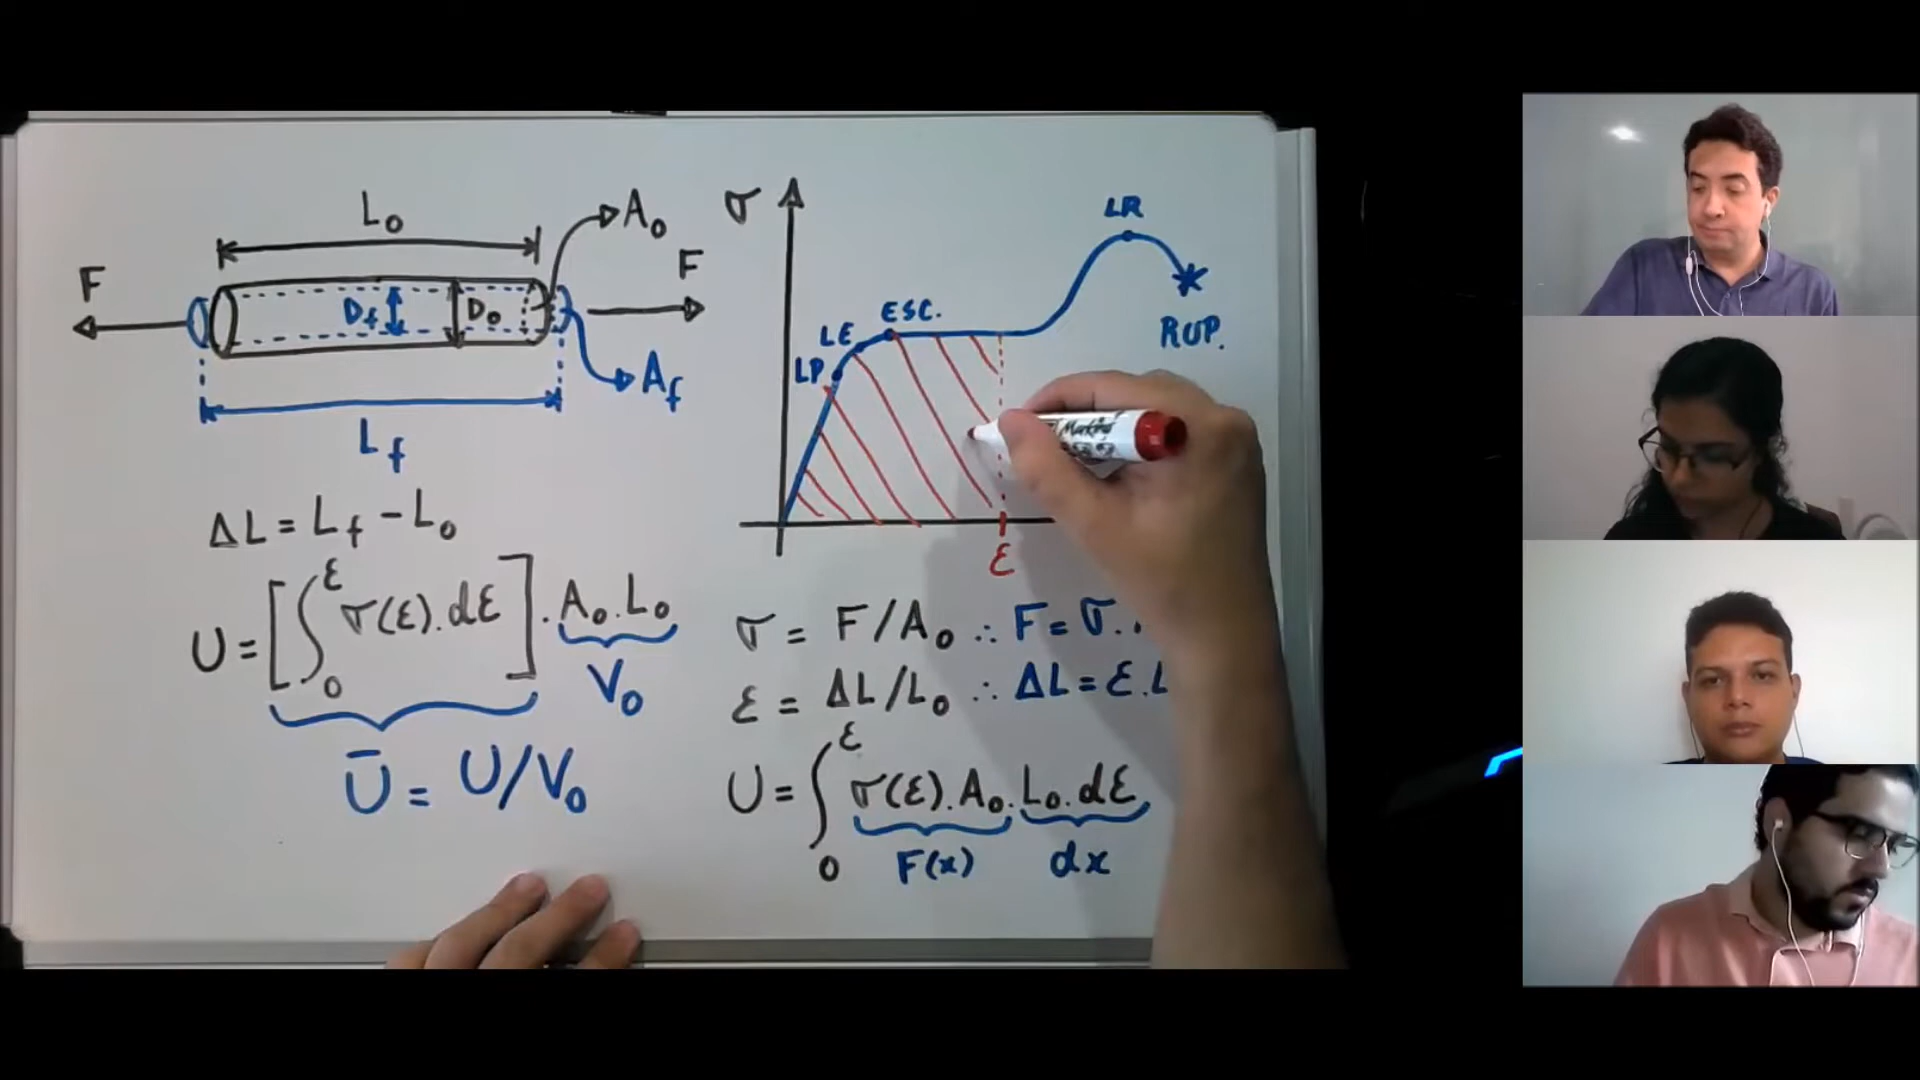 L₀
A₀
F
F
D_f
D₀
A_f
L_f
ΔL = L_f - L₀
U = [∫₀^ε σ(ε).dε] . A₀.L₀
V₀
Ū = U/V₀
σ
LR
ESC.
LE
LP
RUP.
Marking
ε
σ = F/A₀ ∴ F = σ.
ε = ΔL/L₀ ∴ ΔL = ε.L
U = ∫₀^ε σ(ε).A₀.L₀.dε
F(x) dx